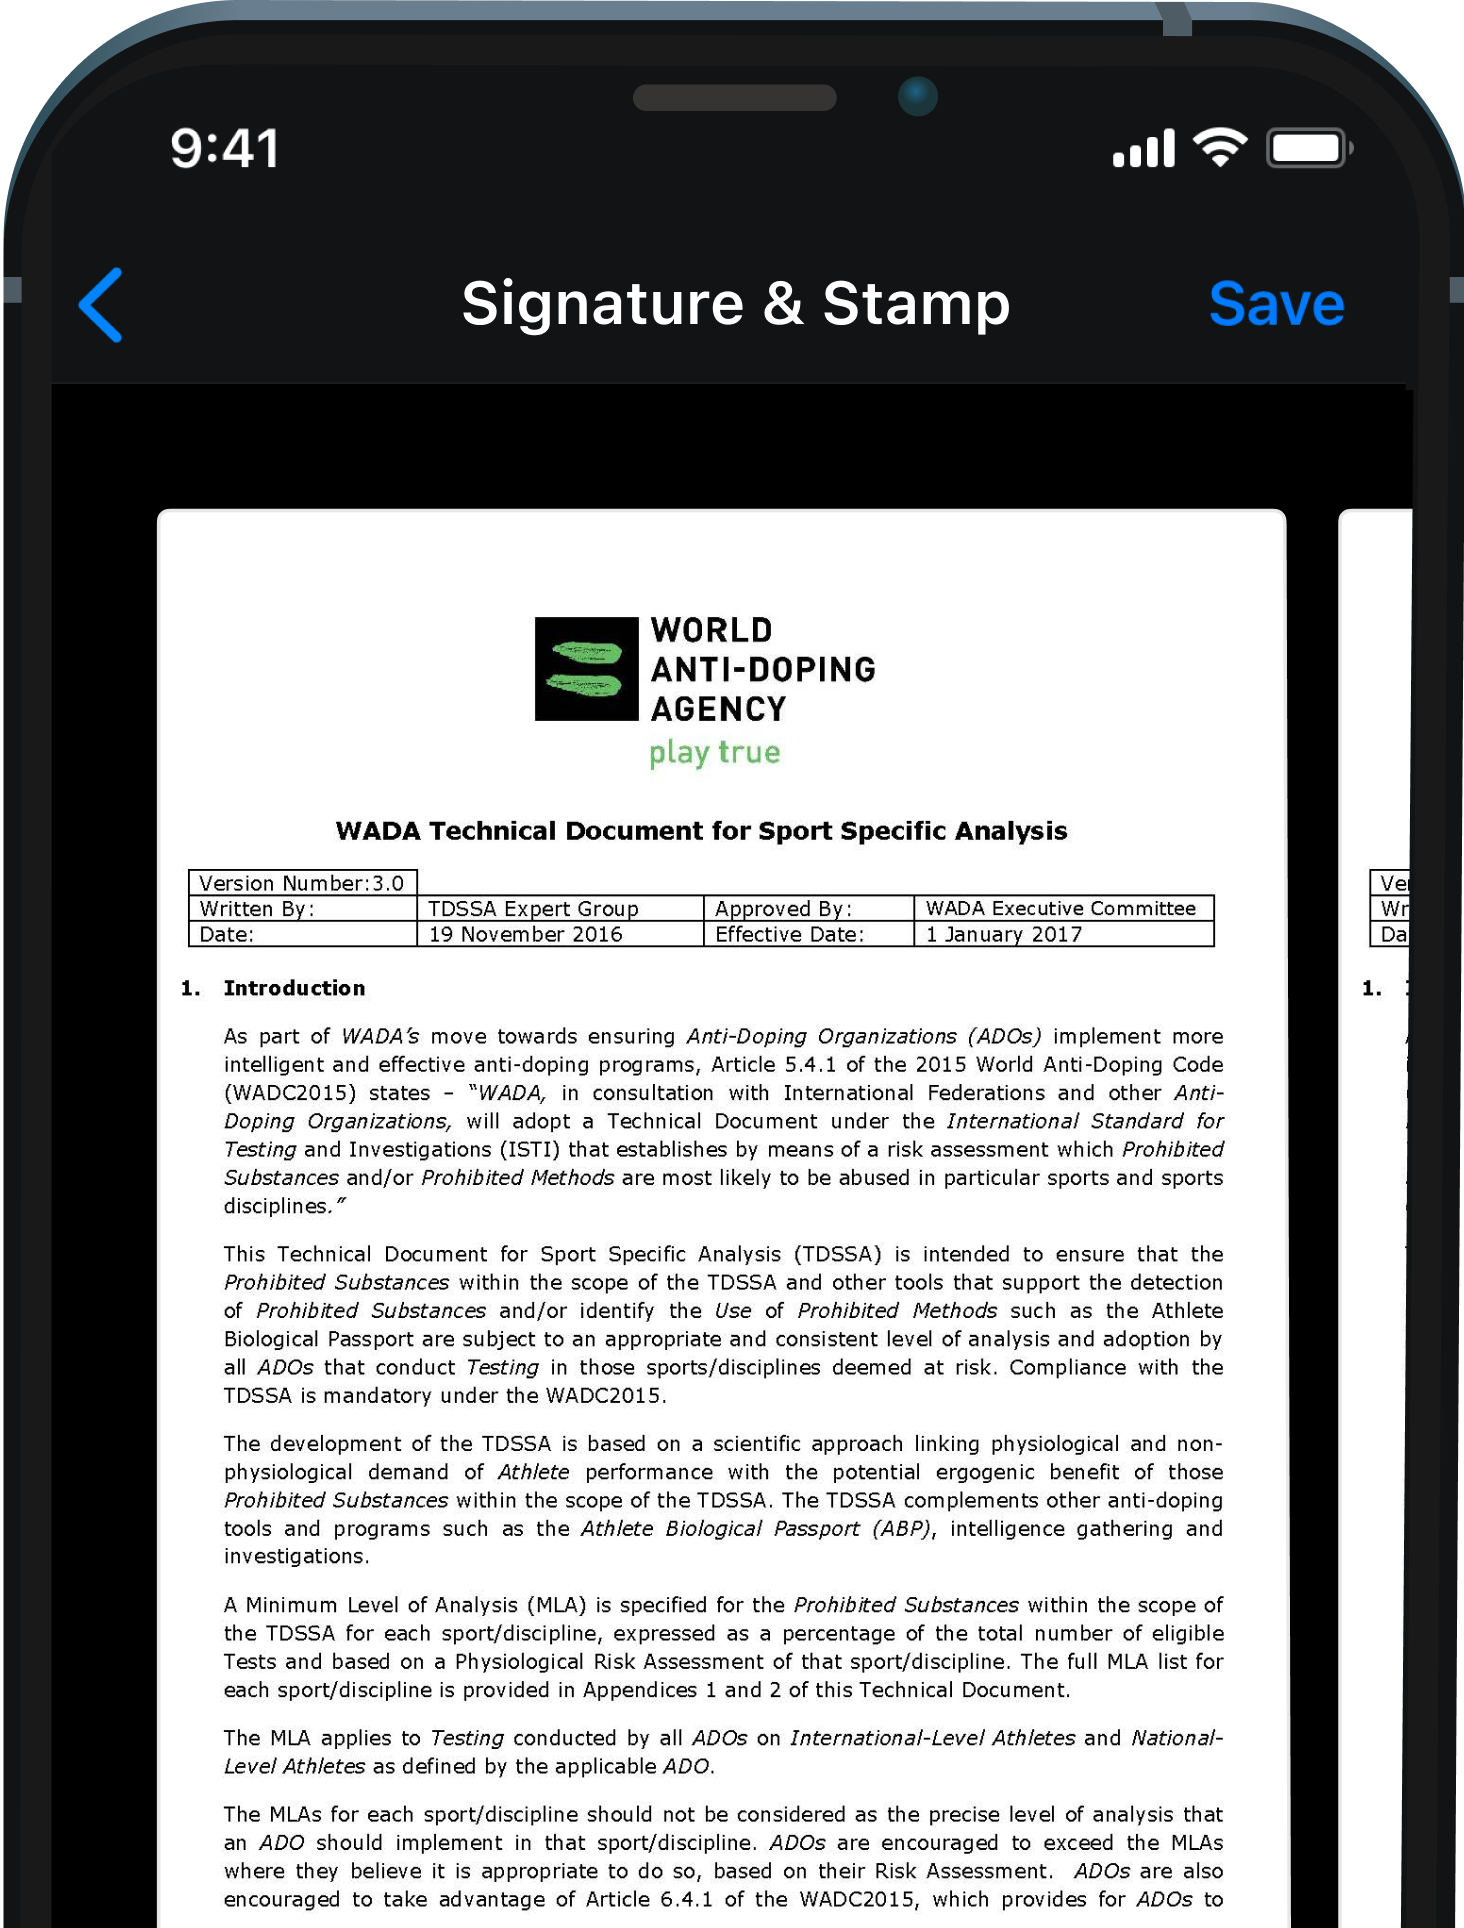 9:41
Signature & Stamp
Save
WORLD
ANTI-DOPING
AGENCY
play true
WADA Technical Document for Sport Specific Analysis
Version Number:3.0
Written By: TDSSA Expert Group Approved By: WADA Executive Committee
Date: 19 November 2016 Effective Date: 1 January 2017
1. Introduction
As part of WADA’s move towards ensuring Anti-Doping Organizations (ADOs) implement more
intelligent and effective anti-doping programs, Article 5.4.1 of the 2015 World Anti-Doping Code
(WADC2015) states – “WADA, in consultation with International Federations and other Anti-
Doping Organizations, will adopt a Technical Document under the International Standard for
Testing and Investigations (ISTI) that establishes by means of a risk assessment which Prohibited
Substances and/or Prohibited Methods are most likely to be abused in particular sports and sports
disciplines.”
This Technical Document for Sport Specific Analysis (TDSSA) is intended to ensure that the
Prohibited Substances within the scope of the TDSSA and other tools that support the detection
of Prohibited Substances and/or identify the Use of Prohibited Methods such as the Athlete
Biological Passport are subject to an appropriate and consistent level of analysis and adoption by
all ADOs that conduct Testing in those sports/disciplines deemed at risk. Compliance with the
TDSSA is mandatory under the WADC2015.
The development of the TDSSA is based on a scientific approach linking physiological and non-
physiological demand of Athlete performance with the potential ergogenic benefit of those
Prohibited Substances within the scope of the TDSSA. The TDSSA complements other anti-doping
tools and programs such as the Athlete Biological Passport (ABP), intelligence gathering and
investigations.
A Minimum Level of Analysis (MLA) is specified for the Prohibited Substances within the scope of
the TDSSA for each sport/discipline, expressed as a percentage of the total number of eligible
Tests and based on a Physiological Risk Assessment of that sport/discipline. The full MLA list for
each sport/discipline is provided in Appendices 1 and 2 of this Technical Document.
The MLA applies to Testing conducted by all ADOs on International-Level Athletes and National-
Level Athletes as defined by the applicable ADO.
The MLAs for each sport/discipline should not be considered as the precise level of analysis that
an ADO should implement in that sport/discipline. ADOs are encouraged to exceed the MLAs
where they believe it is appropriate to do so, based on their Risk Assessment. ADOs are also
encouraged to take advantage of Article 6.4.1 of the WADC2015, which provides for ADOs to
Ve
Wr
Da
1.